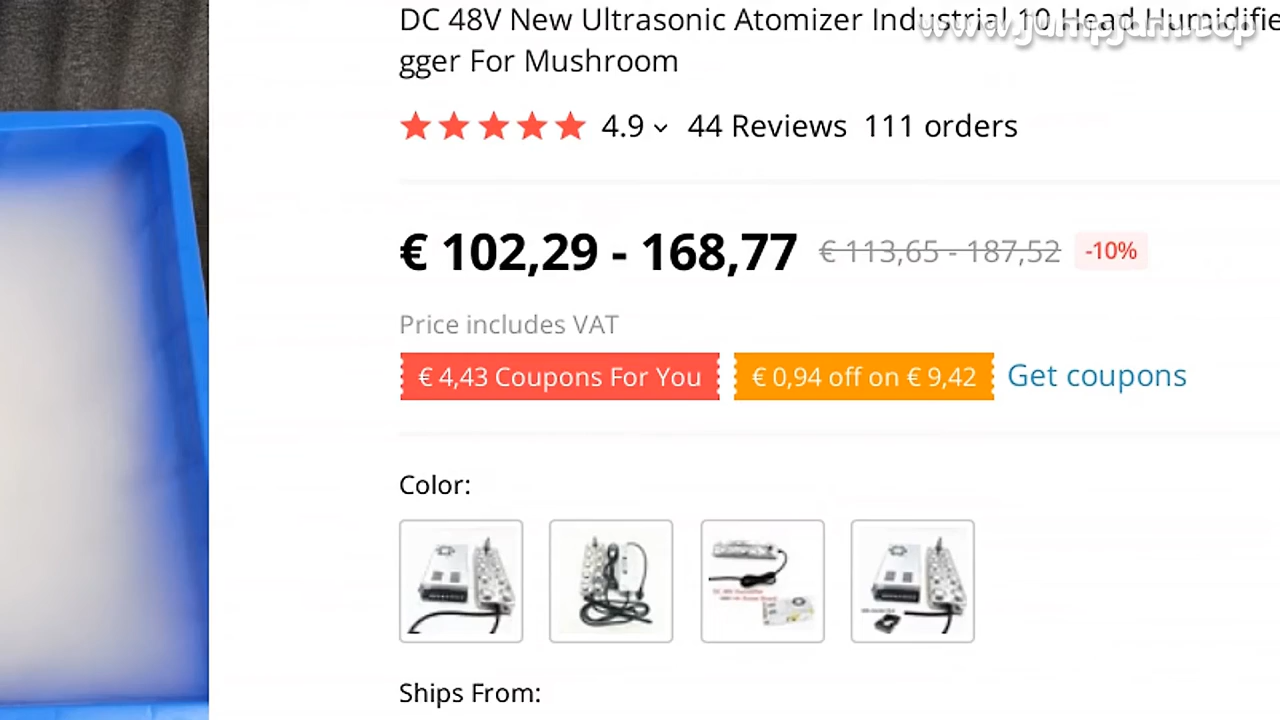 DC 48V New Ultrasonic Atomizer Industrial 10 Head Humidifie
gger For Mushroom
4.9 44 Reviews 111 orders
€ 102,29 - 168,77 € 113,65 - 187,52 -10%
Price includes VAT
€ 4,43 Coupons For You € 0,94 off on € 9,42 Get coupons
Color:
Ships From: